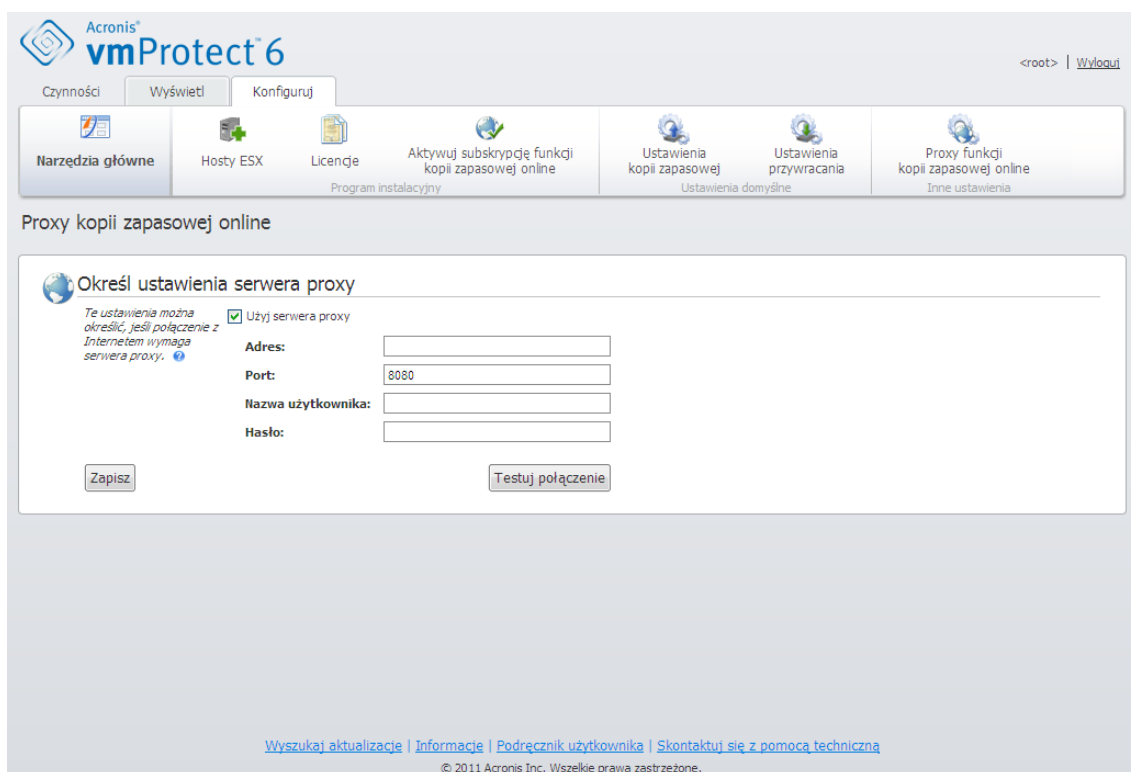 Acronis®
vmProtect™ 6
<root> | Wyloguj
Czynności Wyświetl Konfiguruj
Narzędzia główne
Hosty ESX
Licencje
Aktywuj subskrypcję funkcji
kopii zapasowej online
Program instalacyjny
Ustawienia
kopii zapasowej
Ustawienia
przywracania
Ustawienia domyślne
Proxy funkcji
kopii zapasowej online
Inne ustawienia
Proxy kopii zapasowej online
Określ ustawienia serwera proxy
Te ustawienia można
określić, jeśli połączenie z
Internetem wymaga
serwera proxy. ?
Użyj serwera proxy
Adres:
Port: 8080
Nazwa użytkownika:
Hasło:
Zapisz
Testuj połączenie
Wyszukaj aktualizacje | Informacje | Podręcznik użytkownika | Skontaktuj się z pomocą techniczną
© 2011 Acronis Inc. Wszelkie prawa zastrzeżone.